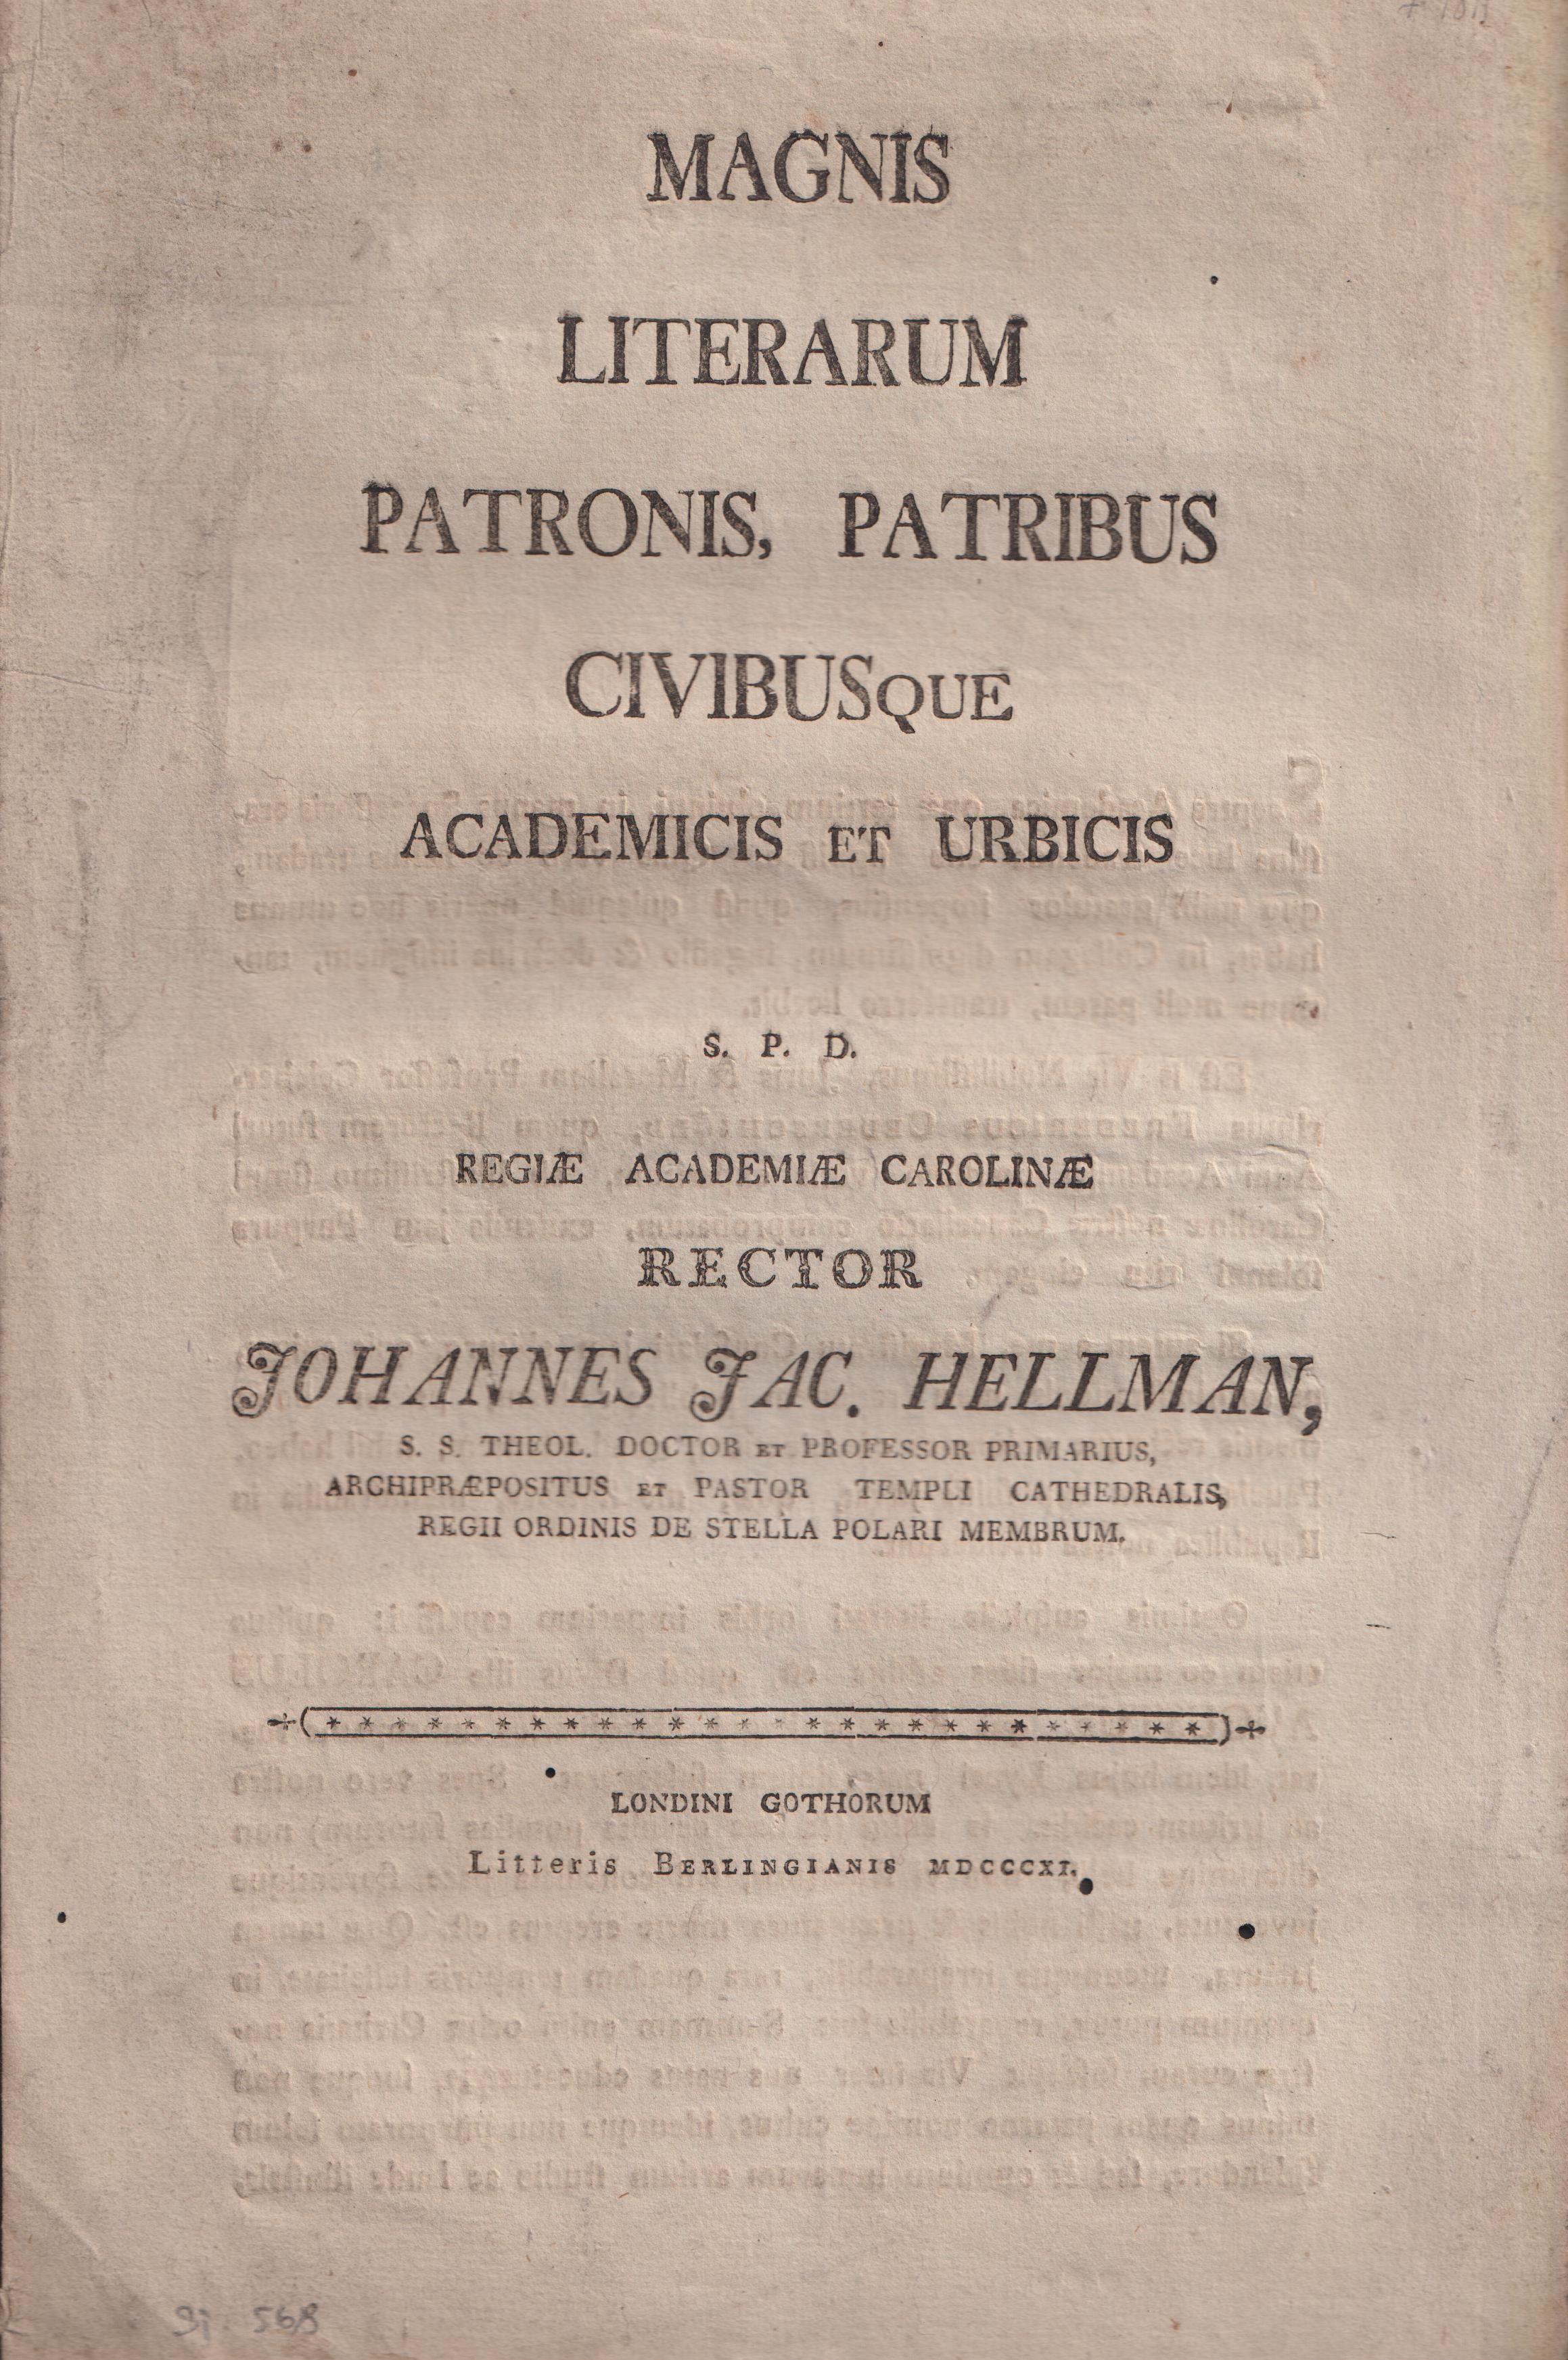 MAGNIS
LITERARUM
PATRONIS, PATRIBUS
CIVIBUSQUE
ACADEMICIS ET URBICIS
S. P. D.
REGIÆ ACADEMIÆ CAROLINÆ
RECTOR
JOHANNES JAC. HELLMAN,
S. S. THEOL. DOCTOR ET PROFESSOR PRIMARIUS,
ARCHIPRÆPOSITUS ET PASTOR TEMPLI CATHEDRALIS,
REGII ORDINIS DE STELLA POLARI MEMBRUM.
LONDINI GOTHORUM
Litteris BERLINGIANIS MDCCCXI.
568